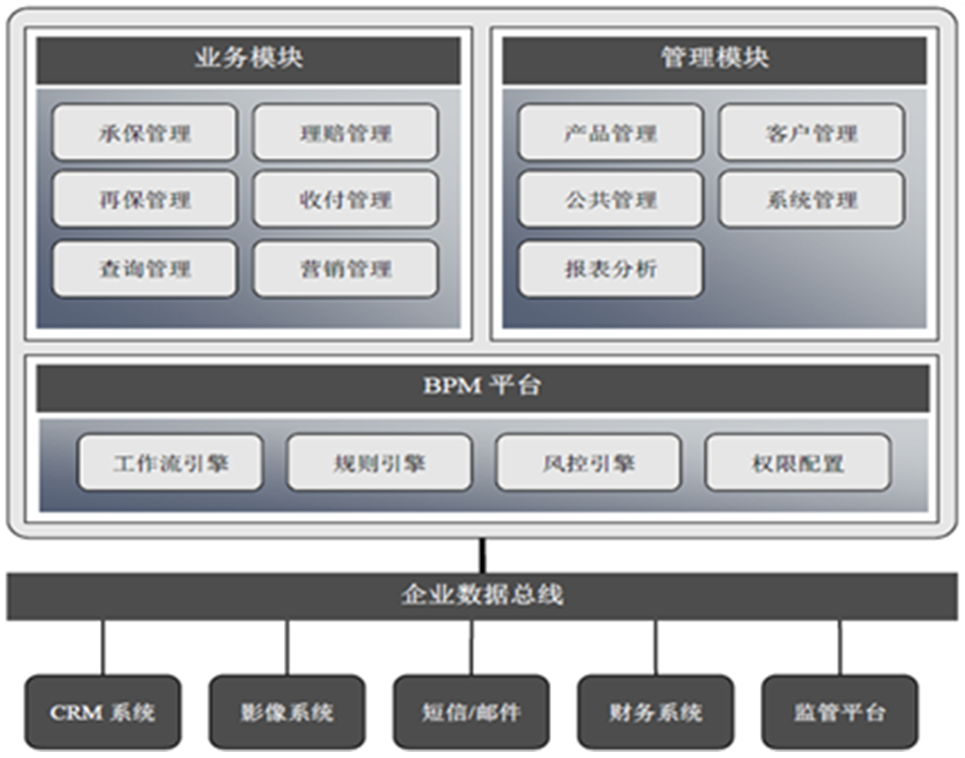 业务模块
承保管理
理赔管理
再保管理
收付管理
查询管理
营销管理
管理模块
产品管理
客户管理
公共管理
系统管理
报表分析
BPM 平台
工作流引擎
规则引擎
风控引擎
权限配置
企业数据总线
CRM 系统
影像系统
短信/邮件
财务系统
监管平台